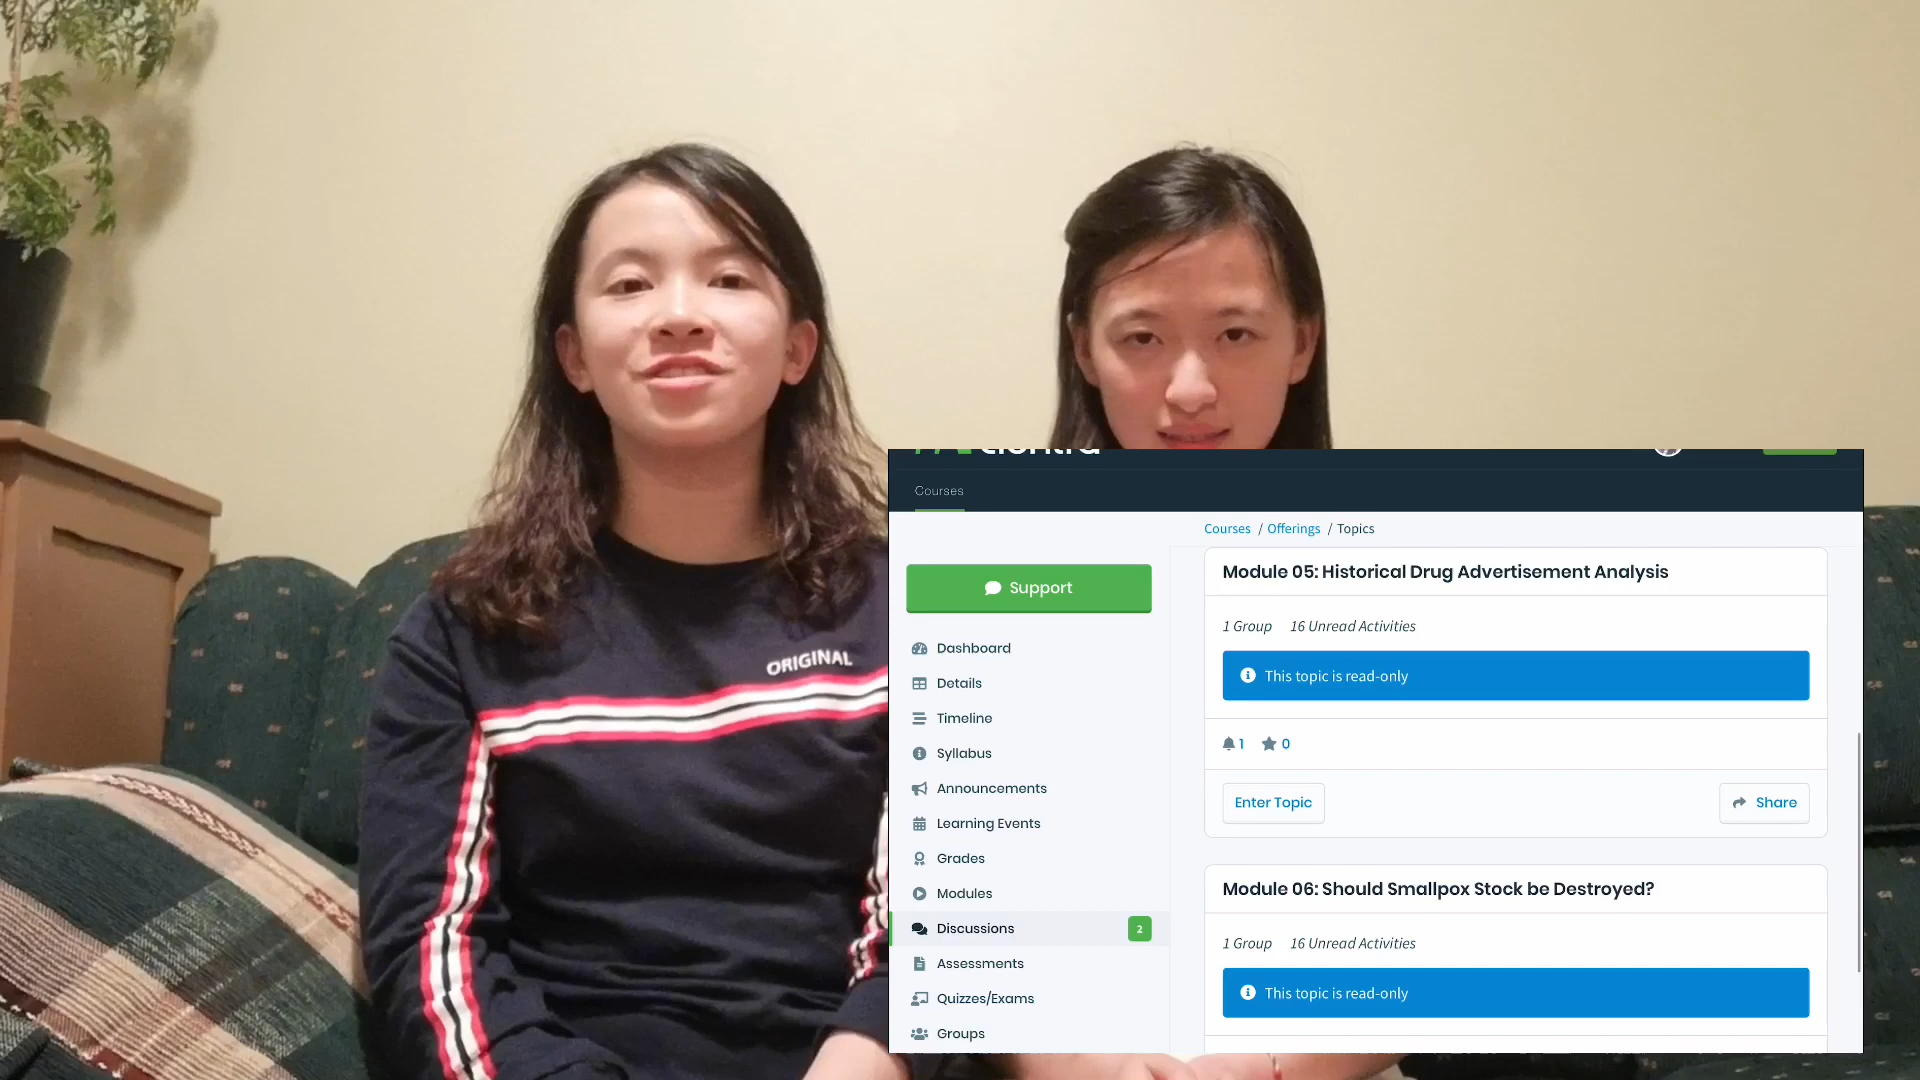 ORIGINAL
Courses
Courses / Offerings / Topics
Support
Dashboard
Details
Timeline
Syllabus
Announcements
Learning Events
Grades
Modules
Discussions 2
Assessments
Quizzes/Exams
Groups
Module 05: Historical Drug Advertisement Analysis
1 Group 16 Unread Activities
This topic is read-only
1 0
Enter Topic Share
Module 06: Should Smallpox Stock be Destroyed?
1 Group 16 Unread Activities
This topic is read-only